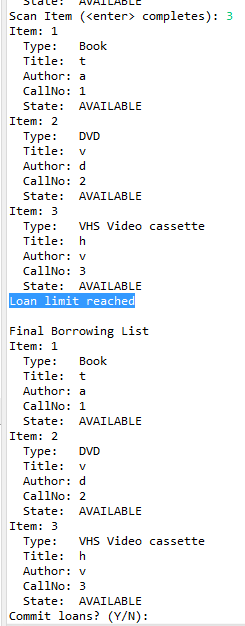 State:  AVAILABLE
Scan Item (<enter> completes): 3
Item: 1
  Type:   Book
  Title:  t
  Author: a
  CallNo: 1
  State:  AVAILABLE
Item: 2
  Type:   DVD
  Title:  v
  Author: d
  CallNo: 2
  State:  AVAILABLE
Item: 3
  Type:   VHS Video cassette
  Title:  h
  Author: v
  CallNo: 3
  State:  AVAILABLE
Loan limit reached

Final Borrowing List
Item: 1
  Type:   Book
  Title:  t
  Author: a
  CallNo: 1
  State:  AVAILABLE
Item: 2
  Type:   DVD
  Title:  v
  Author: d
  CallNo: 2
  State:  AVAILABLE
Item: 3
  Type:   VHS Video cassette
  Title:  h
  Author: v
  CallNo: 3
  State:  AVAILABLE
Commit loans? (Y/N):